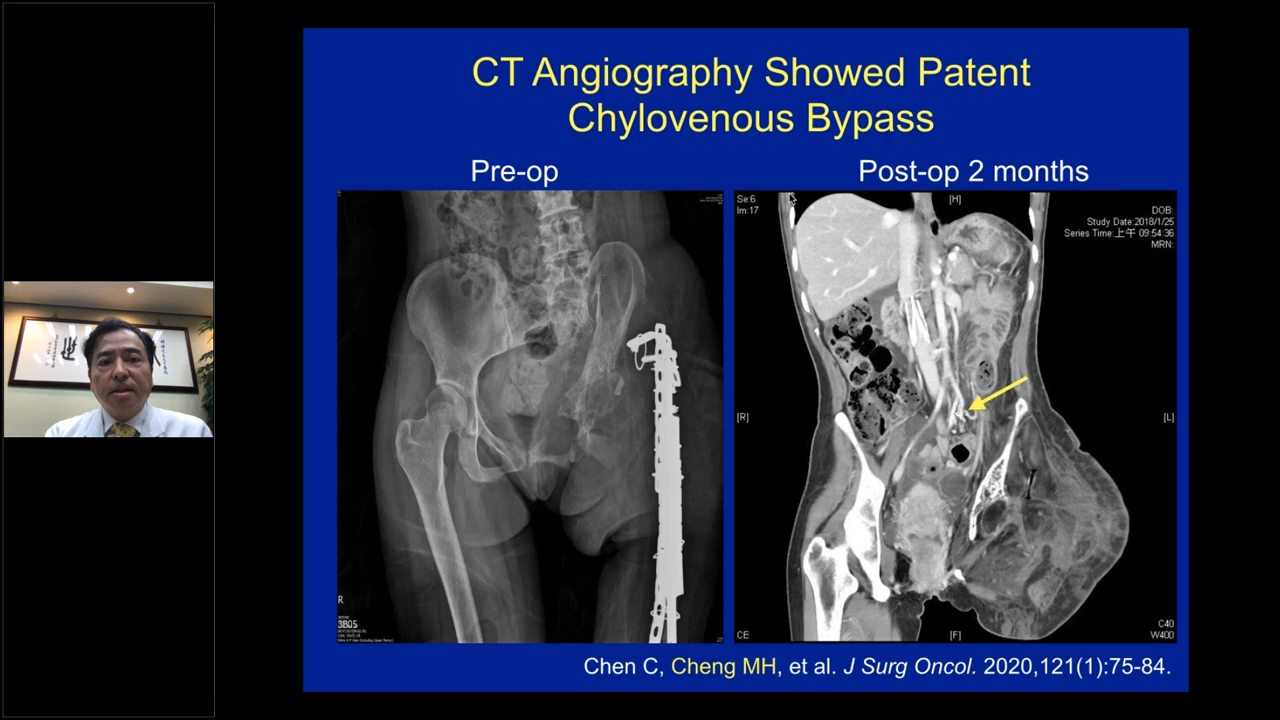 CT Angiography Showed Patent
Chylovenous Bypass
Pre-op
Post-op 2 months
R
3B05
Se:6
Im:17
[H]
DOB:
Study Date:2018/1/25
Series Time:上午 09:54:36
MRN:
[R]
[L]
CE
[F]
C40
W400
Chen C, Cheng MH, et al. J Surg Oncol. 2020,121(1):75-84.